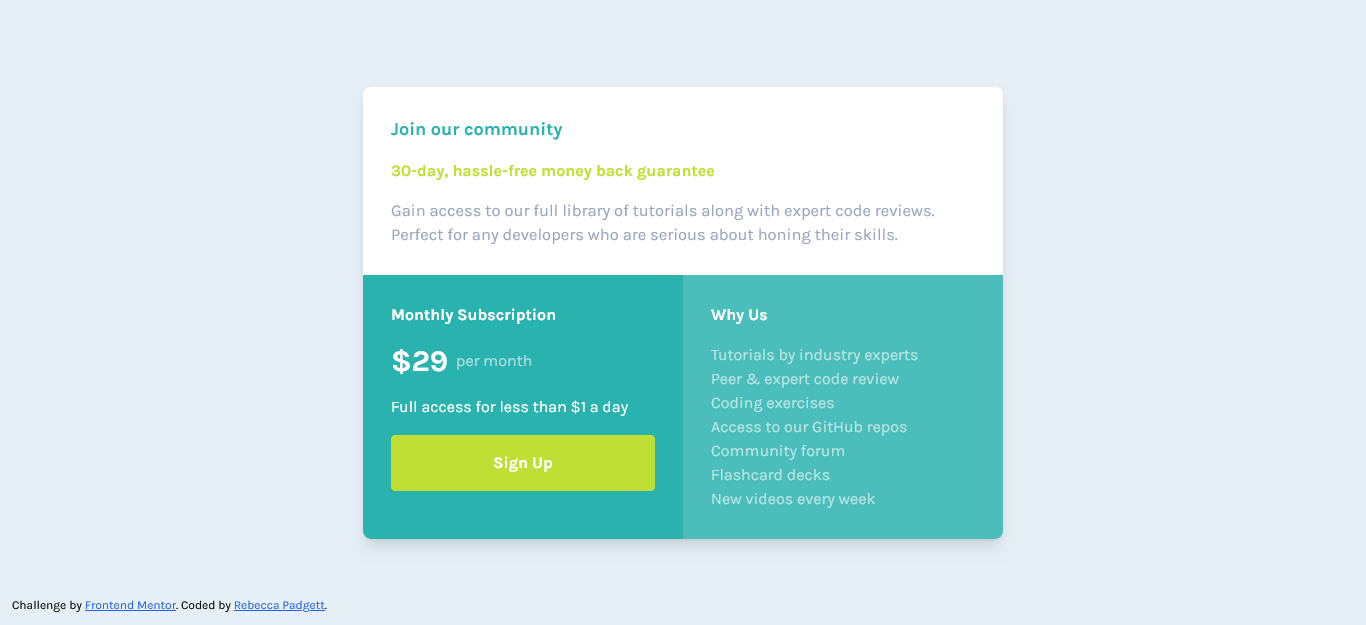 Join our community
30-day, hassle-free money back guarantee
Gain access to our full library of tutorials along with expert code reviews.
Perfect for any developers who are serious about honing their skills.
Monthly Subscription
$29 per month
Full access for less than $1 a day
Sign Up
Why Us
Tutorials by industry experts
Peer & expert code review
Coding exercises
Access to our GitHub repos
Community forum
Flashcard decks
New videos every week
Challenge by Frontend Mentor. Coded by Rebecca Padgett.